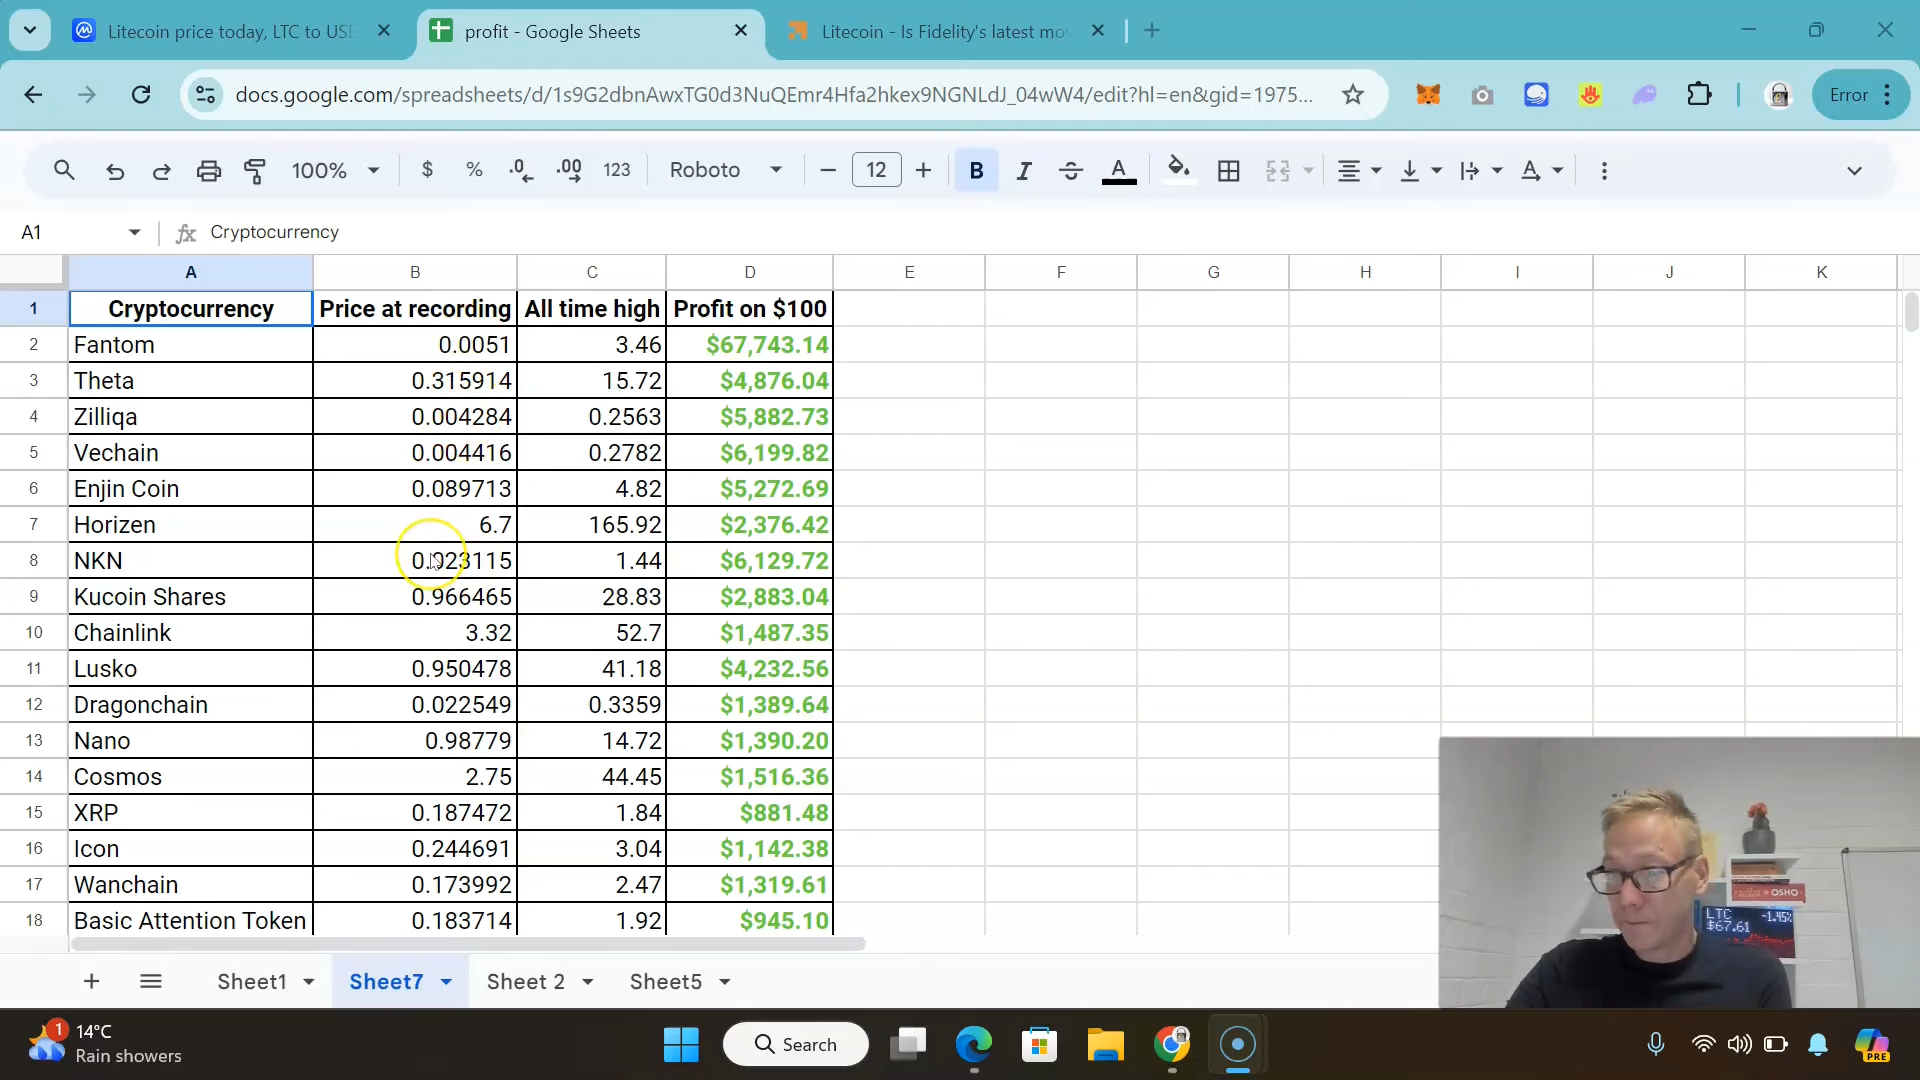 Litecoin price today, LTC to USD
profit - Google Sheets
Litecoin - Is Fidelity's latest mo
docs.google.com/spreadsheets/d/1s9G2dbnAwxTG0d3NuQEmr4Hfa2hkex9NGNLdJ_04wW4/edit?hl=en&gid=1975...
Error
100% $ % .0 .00 123 Roboto 12 B I S A A
A1 fx Cryptocurrency
A B C D E F G H I J K
1 Cryptocurrency Price at recording All time high Profit on $100
2 Fantom 0.0051 3.46 $67,743.14
3 Theta 0.315914 15.72 $4,876.04
4 Zilliqa 0.004284 0.2563 $5,882.73
5 Vechain 0.004416 0.2782 $6,199.82
6 Enjin Coin 0.089713 4.82 $5,272.69
7 Horizen 6.7 165.92 $2,376.42
8 NKN 0.023115 1.44 $6,129.72
9 Kucoin Shares 0.966465 28.83 $2,883.04
10 Chainlink 3.32 52.7 $1,487.35
11 Lusko 0.950478 41.18 $4,232.56
12 Dragonchain 0.022549 0.3359 $1,389.64
13 Nano 0.98779 14.72 $1,390.20
14 Cosmos 2.75 44.45 $1,516.36
15 XRP 0.187472 1.84 $881.48
16 Icon 0.244691 3.04 $1,142.38
17 Wanchain 0.173992 2.47 $1,319.61
18 Basic Attention Token 0.183714 1.92 $945.10
OSHO
LTC -1.45%
$67.61
Sheet1 Sheet7 Sheet 2 Sheet5
1 14°C
Rain showers
Search
PRE